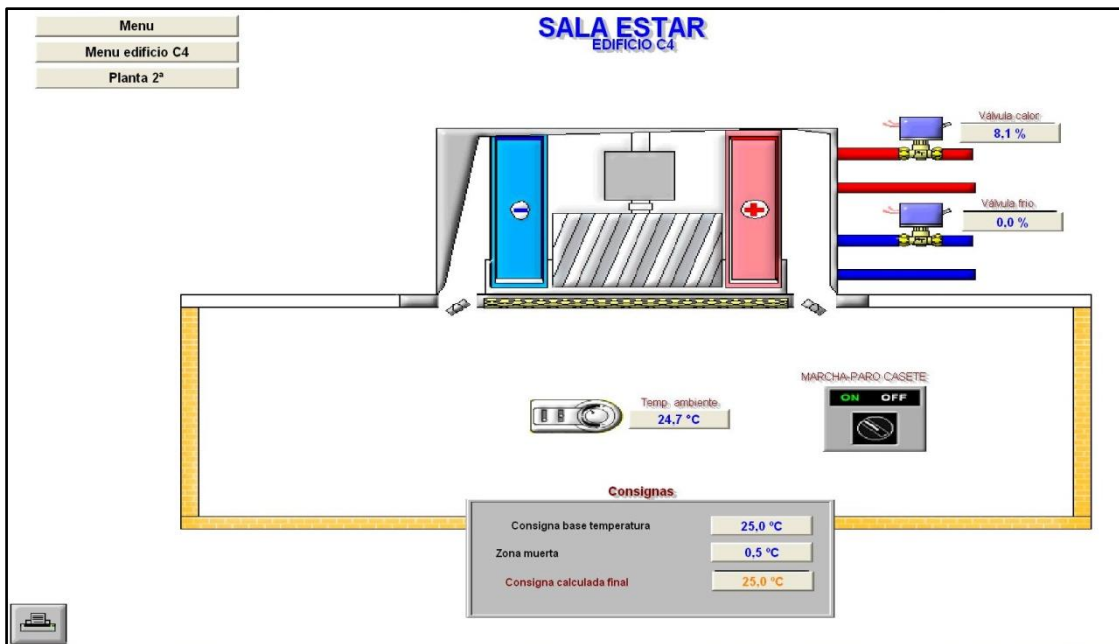 Menu
Menu edificio C4
Planta 2ª
SALA ESTAR
EDIFICIO C4
Válvula calor
8,1 %
Válvula frio
0,0 %
MARCHA-PARO CASETE
ON OFF
Temp. ambiente
24,7 °C
Consignas
Consigna base temperatura 25,0 °C
Zona muerta 0,5 °C
Consigna calculada final 25,0 °C